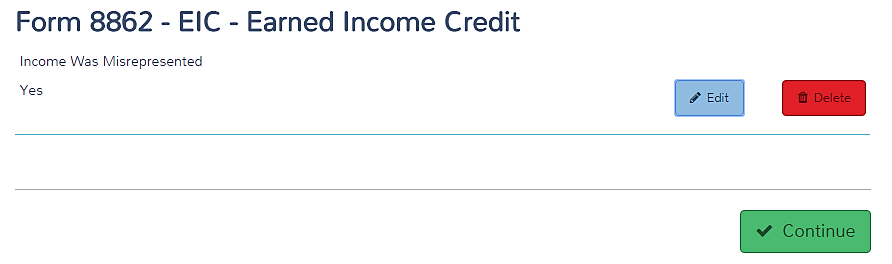 Form 8862 - EIC - Earned Income Credit
Income Was Misrepresented
Yes
Edit
Delete
Continue